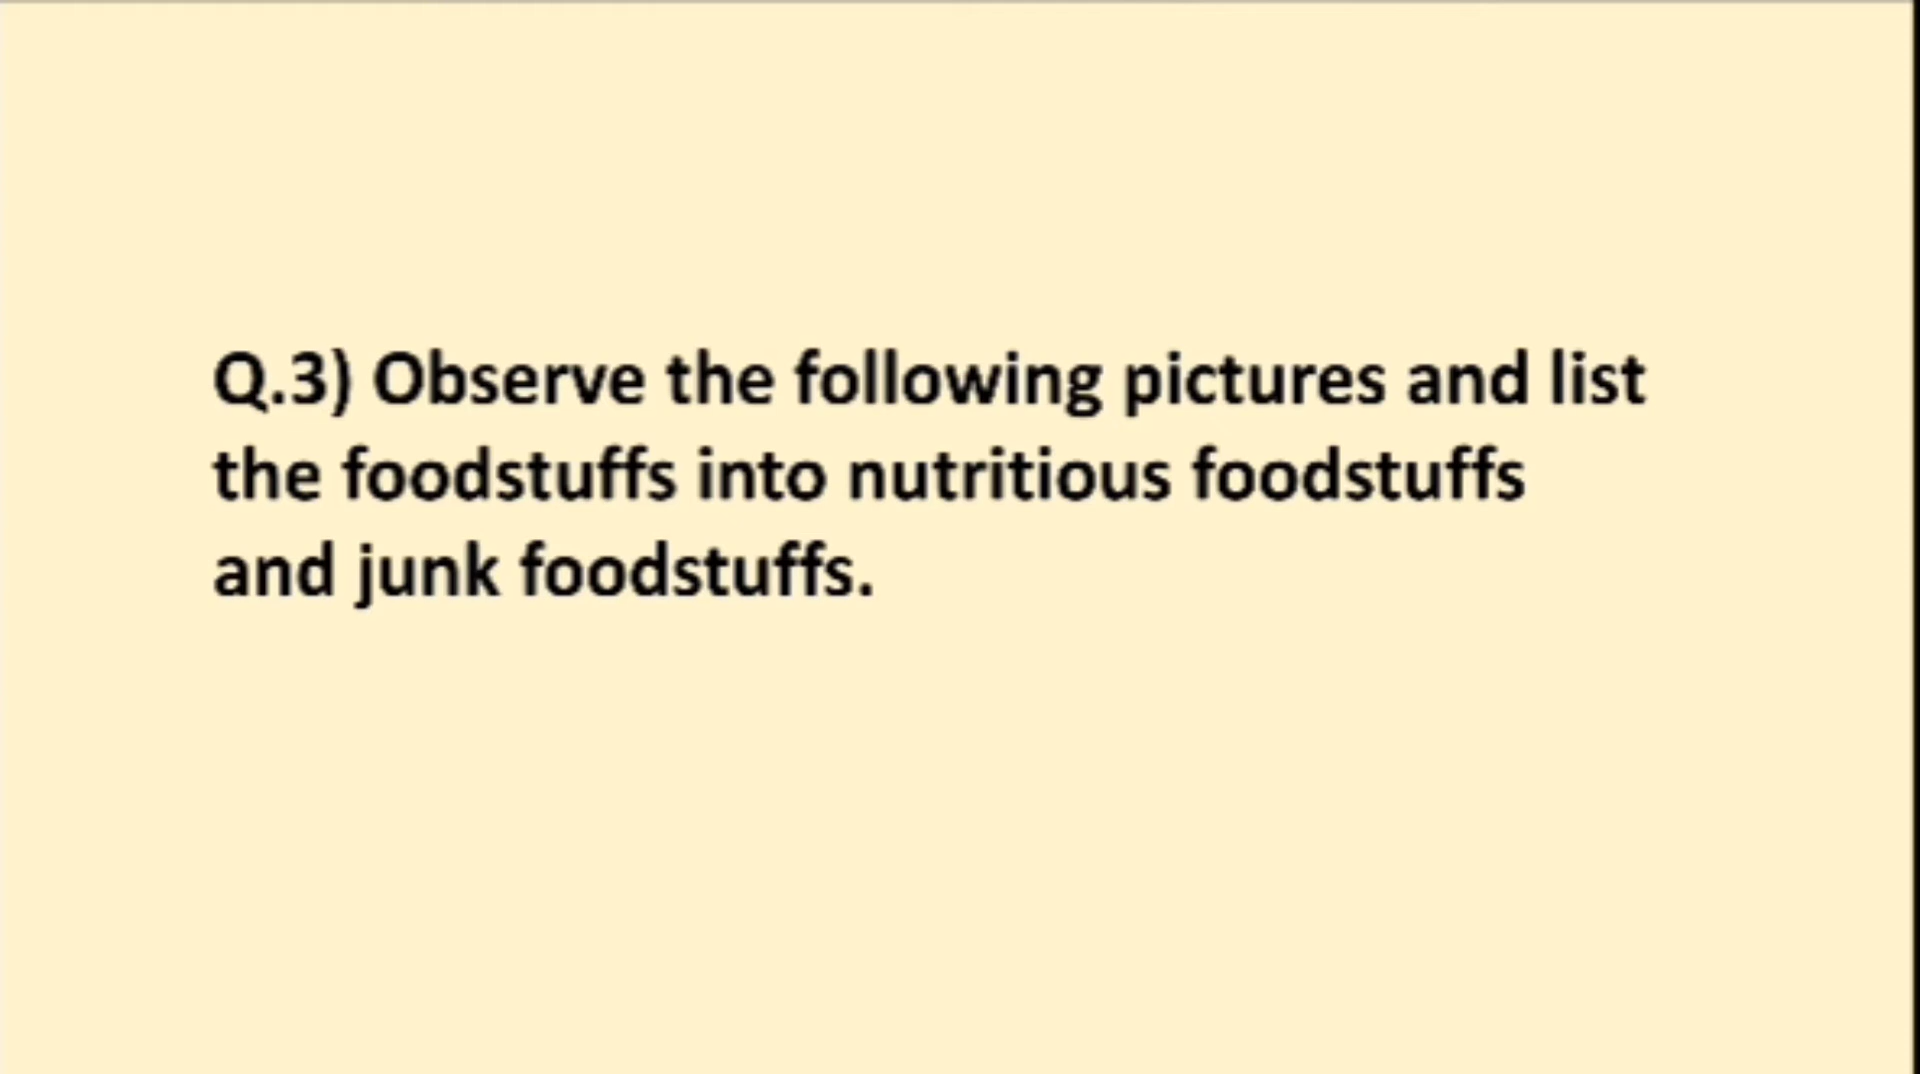 Q.3) Observe the following pictures and list
the foodstuffs into nutritious foodstuffs
and junk foodstuffs.